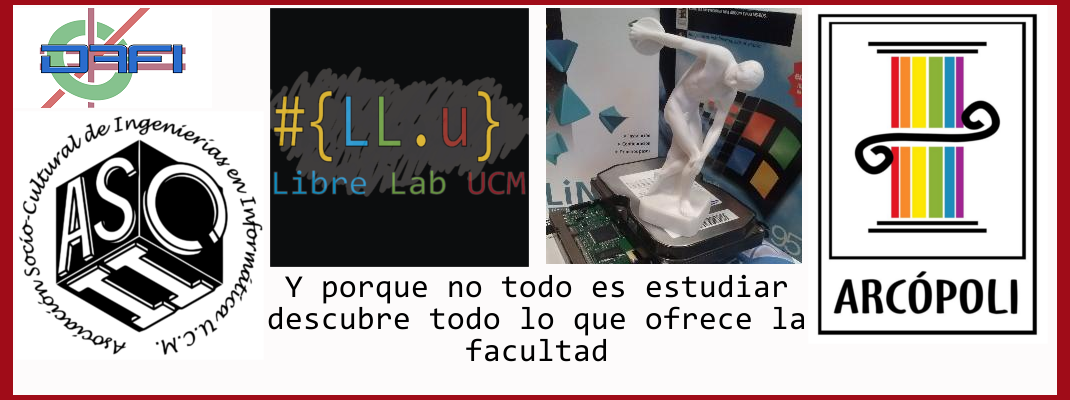 DAFI
Asociación Socio-Cultural de Ingenierías en Informática U.C.M.
ASCII
#{LL.u}
Libre Lab UCM
95
ARCÓPOLI
Y porque no todo es estudiar
descubre todo lo que ofrece la
facultad